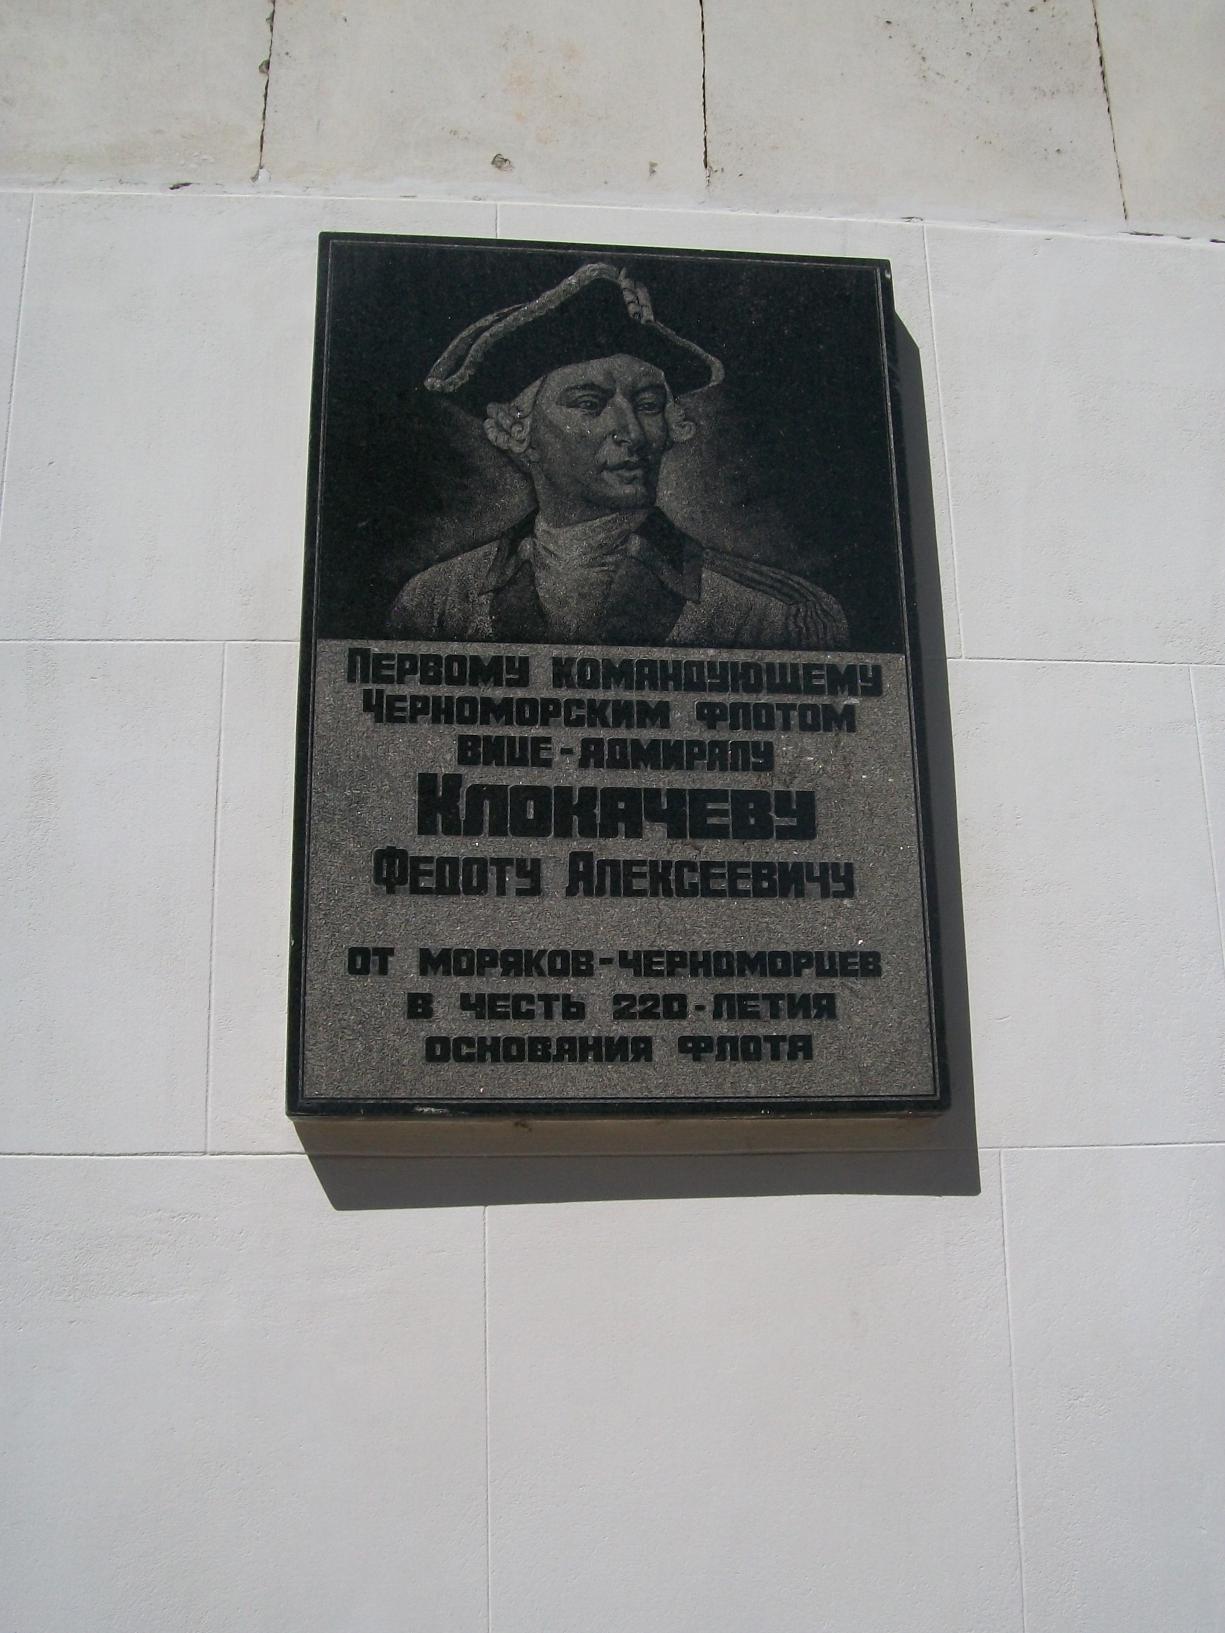 Первому командующему
Черноморским флотом
вице-адмиралу
Клокачеву
Федоту Алексеевичу
от моряков-черноморцев
в честь 220-летия
основания флота